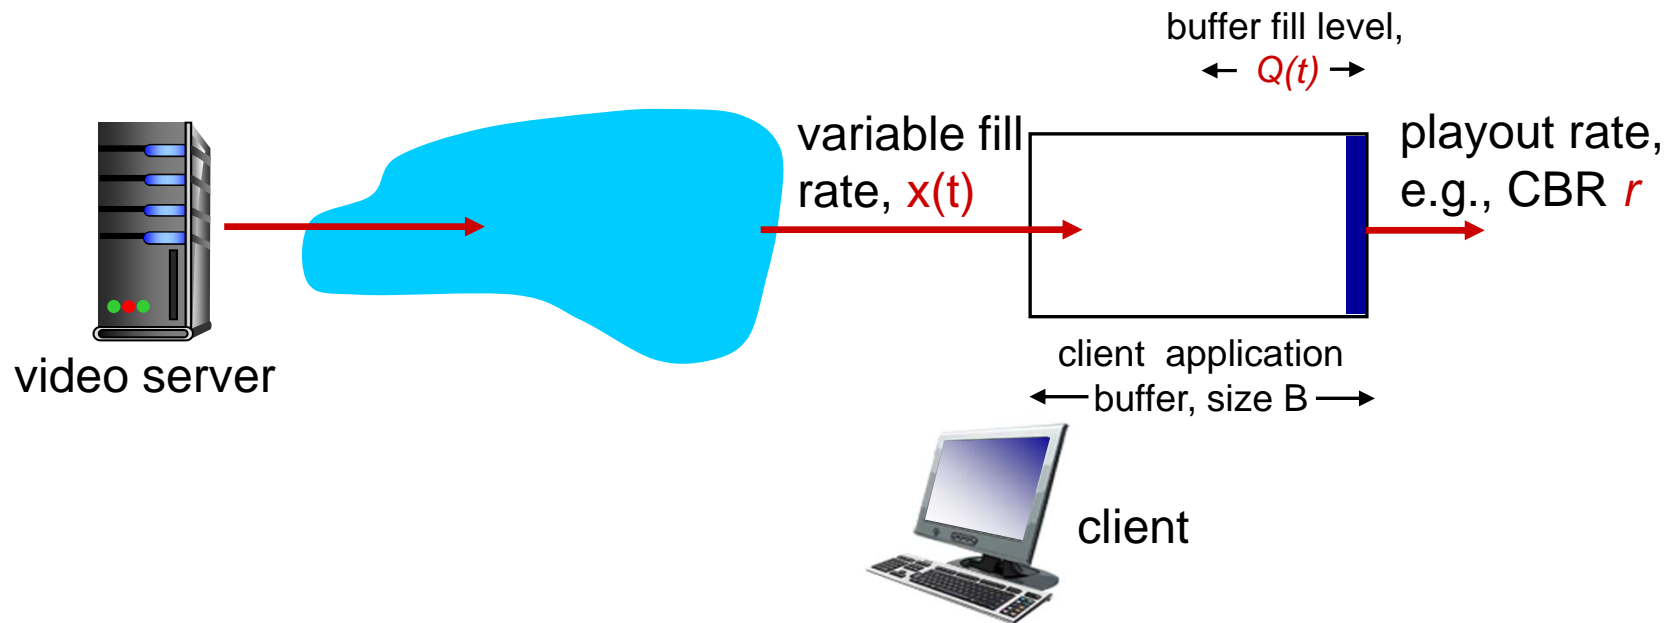 buffer fill level,
Q(t)
variable fill
rate, x(t)
playout rate,
e.g., CBR r
video server
client application
buffer, size B
client